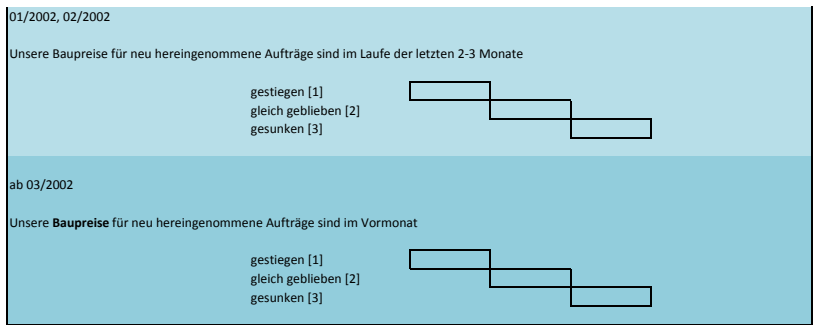 01/2002, 02/2002
Unsere Baupreise für neu hereingenommene Aufträge sind im Laufe der letzten 2-3 Monate
gestiegen [1]
gleich geblieben [2]
gesunken [3]
ab 03/2002
Unsere Baupreise für neu hereingenommene Aufträge sind im Vormonat
gestiegen [1]
gleich geblieben [2]
gesunken [3]